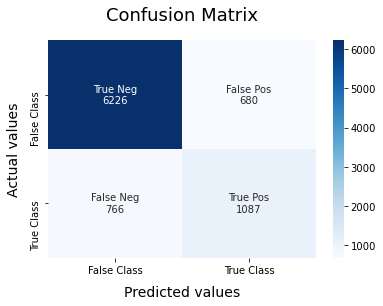 Confusion Matrix
True Neg
6226
False Pos
680
False Neg
766
True Pos
1087
Actual values
False Class
True Class
False Class
True Class
Predicted values
6000
5000
4000
3000
2000
1000